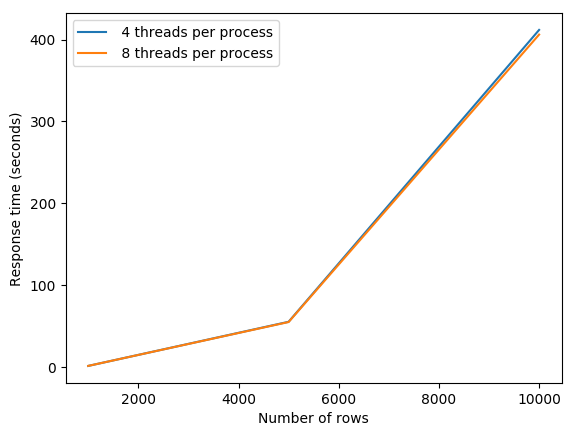 4 threads per process
8 threads per process
Response time (seconds)
400
300
200
100
0
2000 4000 6000 8000 10000
Number of rows